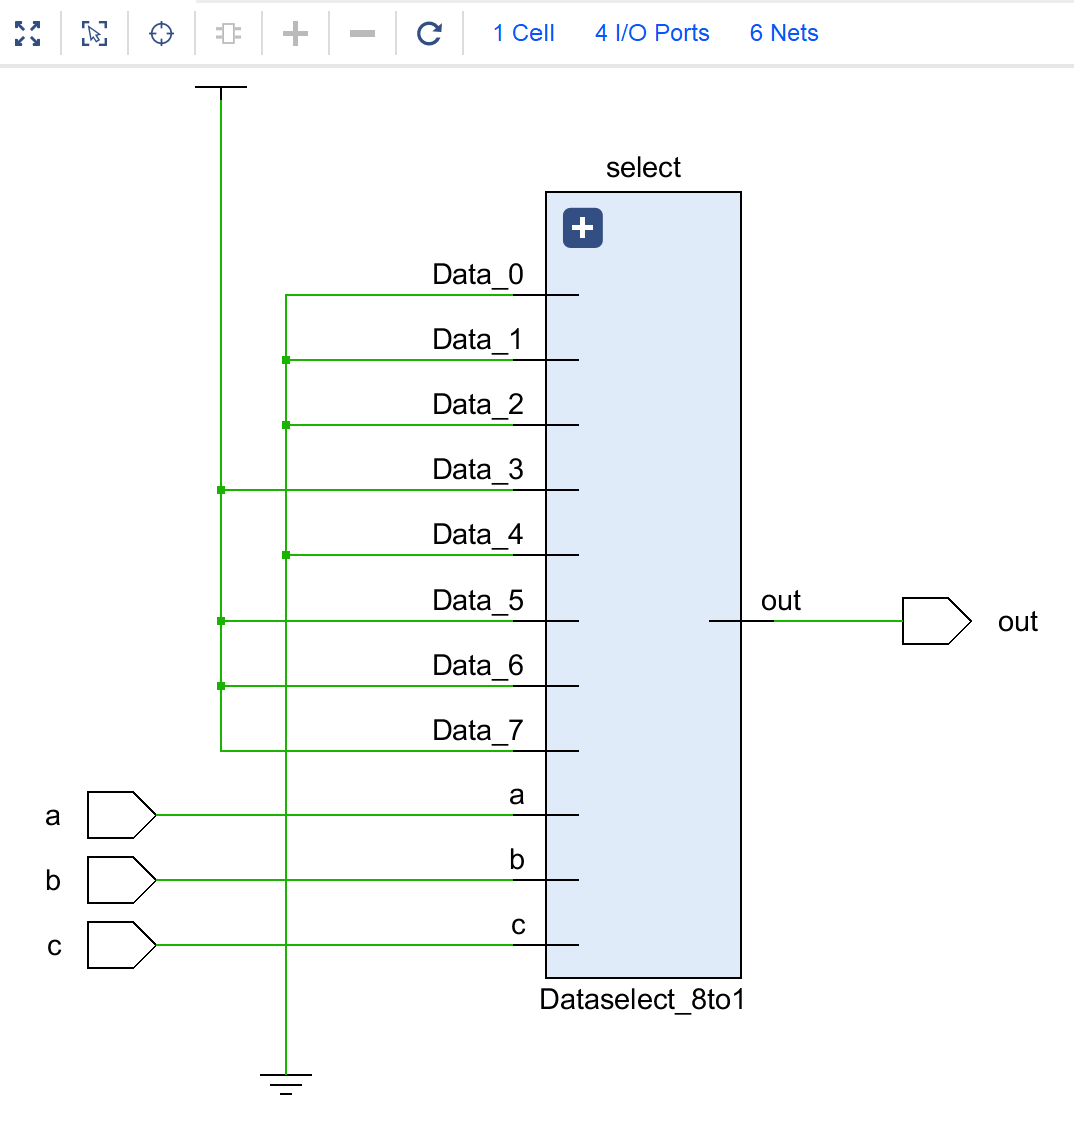 1 Cell 4 I/O Ports 6 Nets
select
Data_0
Data_1
Data_2
Data_3
Data_4
Data_5
out
out
Data_6
Data_7
a
a
b
b
c
c
Dataselect_8to1